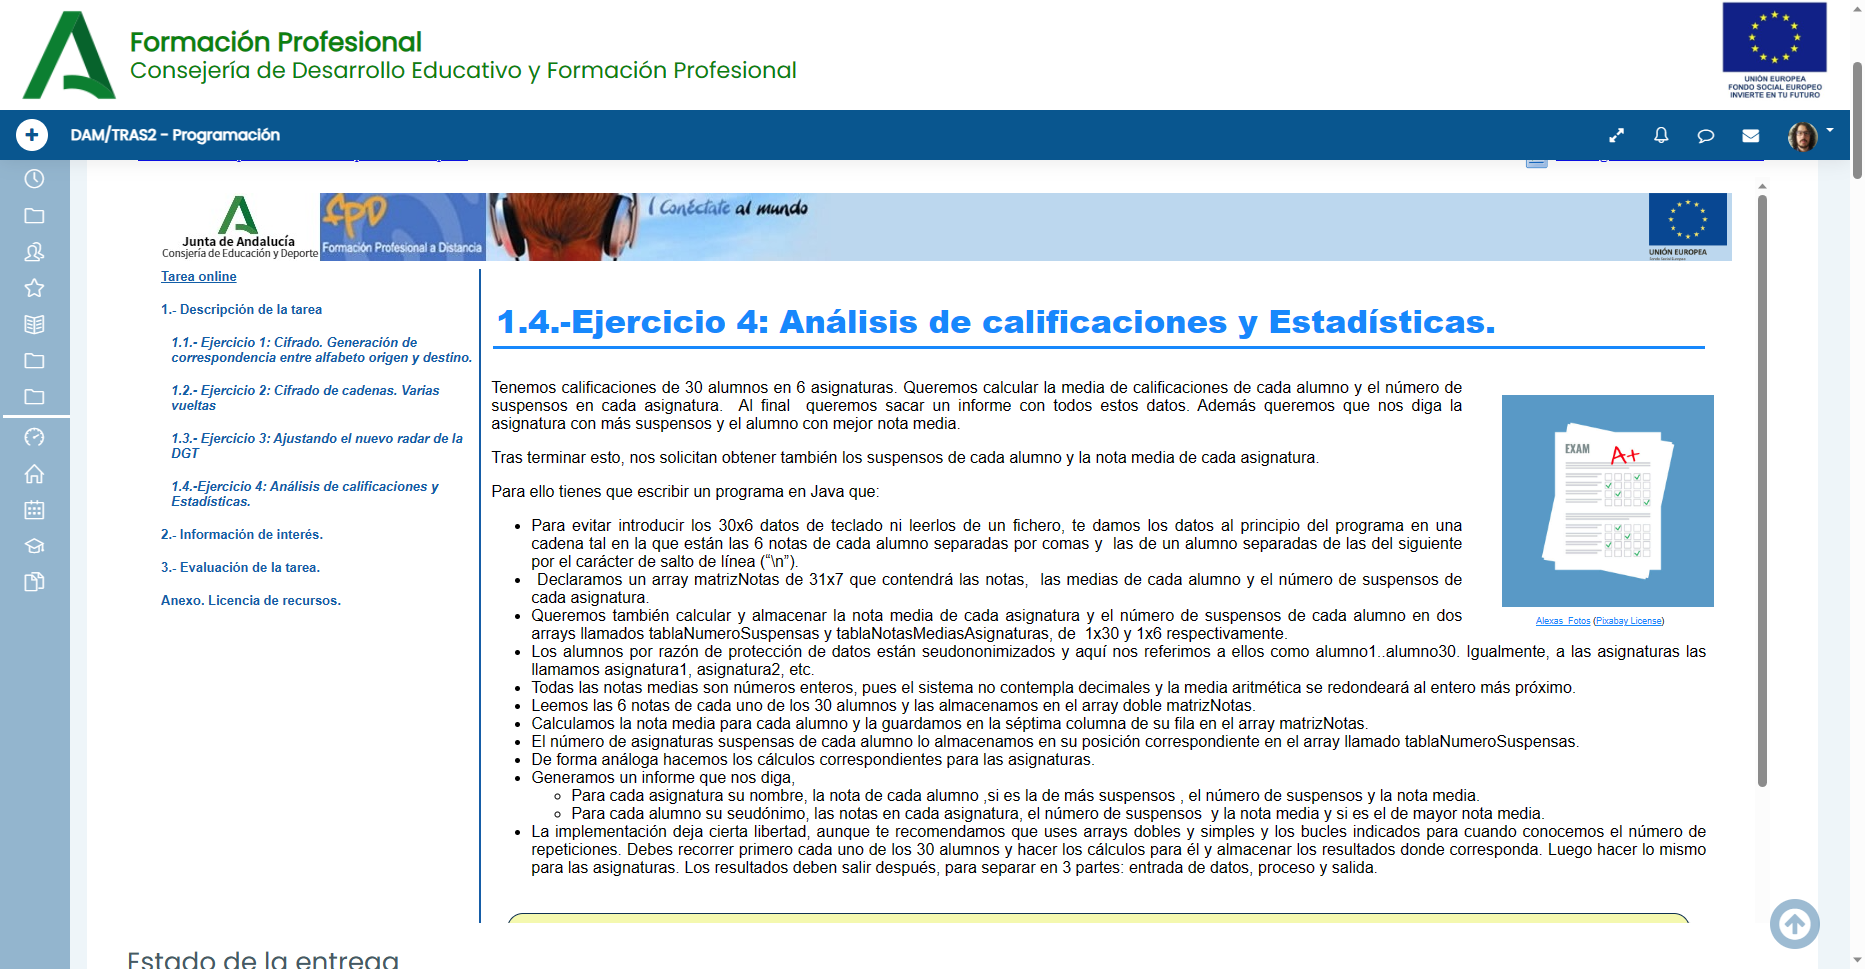 Formación Profesional
Consejería de Desarrollo Educativo y Formación Profesional
UNIÓN EUROPEA
FONDO SOCIAL EUROPEO
INVIERTE EN TU FUTURO
DAM/TRAS2 - Programación
Junta de Andalucía
Consejería de Educación y Deporte
fpD
Formación Profesional a Distancia
Conéctate al mundo
UNIÓN EUROPEA
Tarea online
1.- Descripción de la tarea
1.1.- Ejercicio 1: Cifrado. Generación de
correspondencia entre alfabeto origen y destino.
1.2.- Ejercicio 2: Cifrado de cadenas. Varias
vueltas
1.3.- Ejercicio 3: Ajustando el nuevo radar de la
DGT
1.4.-Ejercicio 4: Análisis de calificaciones y
Estadísticas.
2.- Información de interés.
3.- Evaluación de la tarea.
Anexo. Licencia de recursos.
1.4.-Ejercicio 4: Análisis de calificaciones y Estadísticas.
Tenemos calificaciones de 30 alumnos en 6 asignaturas. Queremos calcular la media de calificaciones de cada alumno y el número de
suspensos en cada asignatura.  Al final  queremos sacar un informe con todos estos datos. Además queremos que nos diga la
asignatura con más suspensos y el alumno con mejor nota media.
Tras terminar esto, nos solicitan obtener también los suspensos de cada alumno y la nota media de cada asignatura.
Para ello tienes que escribir un programa en Java que:
• Para evitar introducir los 30x6 datos de teclado ni leerlos de un fichero, te damos los datos al principio del programa en una
cadena tal en la que están las 6 notas de cada alumno separadas por comas y  las de un alumno separadas de las del siguiente
por el carácter de salto de línea (“\n”).
• Declaramos un array matrizNotas de 31x7 que contendrá las notas,  las medias de cada alumno y el número de suspensos de
cada asignatura.
• Queremos también calcular y almacenar la nota media de cada asignatura y el número de suspensos de cada alumno en dos
arrays llamados tablaNumeroSuspensas y tablaNotasMediasAsignaturas, de  1x30 y 1x6 respectivamente.
• Los alumnos por razón de protección de datos están seudononimizados y aquí nos referimos a ellos como alumno1..alumno30. Igualmente, a las asignaturas las
llamamos asignatura1, asignatura2, etc.
• Todas las notas medias son números enteros, pues el sistema no contempla decimales y la media aritmética se redondeará al entero más próximo.
• Leemos las 6 notas de cada uno de los 30 alumnos y las almacenamos en el array doble matrizNotas.
• Calculamos la nota media para cada alumno y la guardamos en la séptima columna de su fila en el array matrizNotas.
• El número de asignaturas suspensas de cada alumno lo almacenamos en su posición correspondiente en el array llamado tablaNumeroSuspensas.
• De forma análoga hacemos los cálculos correspondientes para las asignaturas.
• Generamos un informe que nos diga,
◦ Para cada asignatura su nombre, la nota de cada alumno ,si es la de más suspensos , el número de suspensos y la nota media.
◦ Para cada alumno su seudónimo, las notas en cada asignatura, el número de suspensos  y la nota media y si es el de mayor nota media.
• La implementación deja cierta libertad, aunque te recomendamos que uses arrays dobles y simples y los bucles indicados para cuando conocemos el número de
repeticiones. Debes recorrer primero cada uno de los 30 alumnos y hacer los cálculos para él y almacenar los resultados donde corresponda. Luego hacer lo mismo
para las asignaturas. Los resultados deben salir después, para separar en 3 partes: entrada de datos, proceso y salida.
EXAM
A+
Alexas_Fotos (Pixabay License)
Estado de la entrega